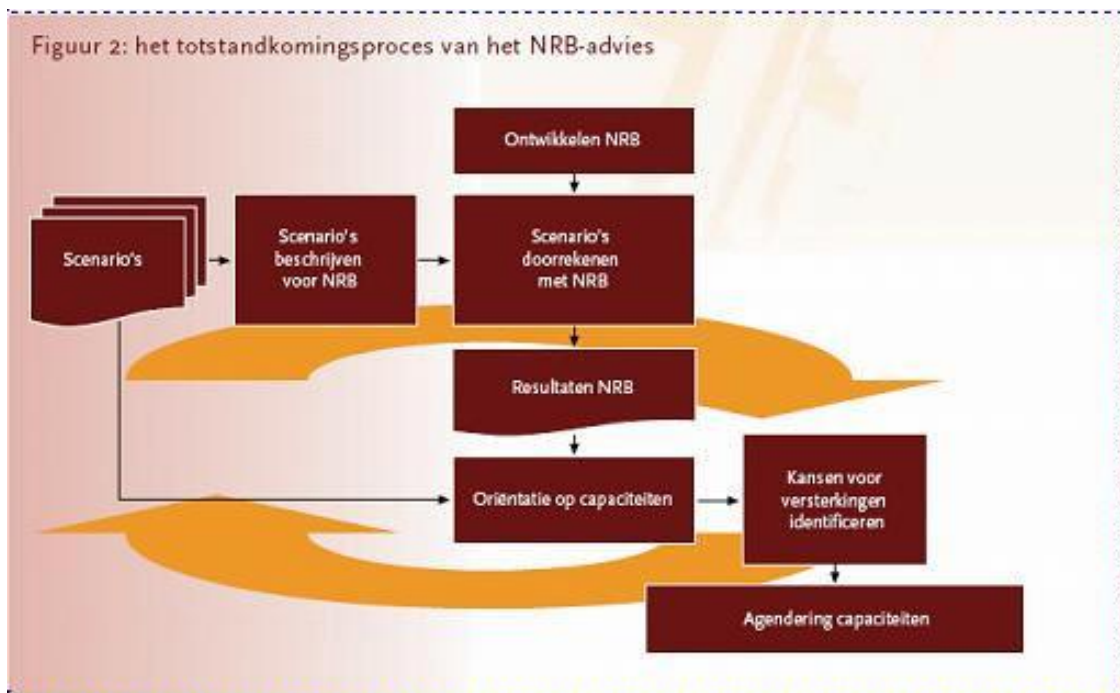 Figuur 2: het totstandkomingsproces van het NRB-advies
Ontwikkelen NRB
Scenario's
Scenario's
beschrijven
voor NRB
Scenario's
doorrekenen
met NRB
Resultaten NRB
Oriëntatie op capaciteiten
Kansen voor
versterkingen
identificeren
Agendering capaciteiten